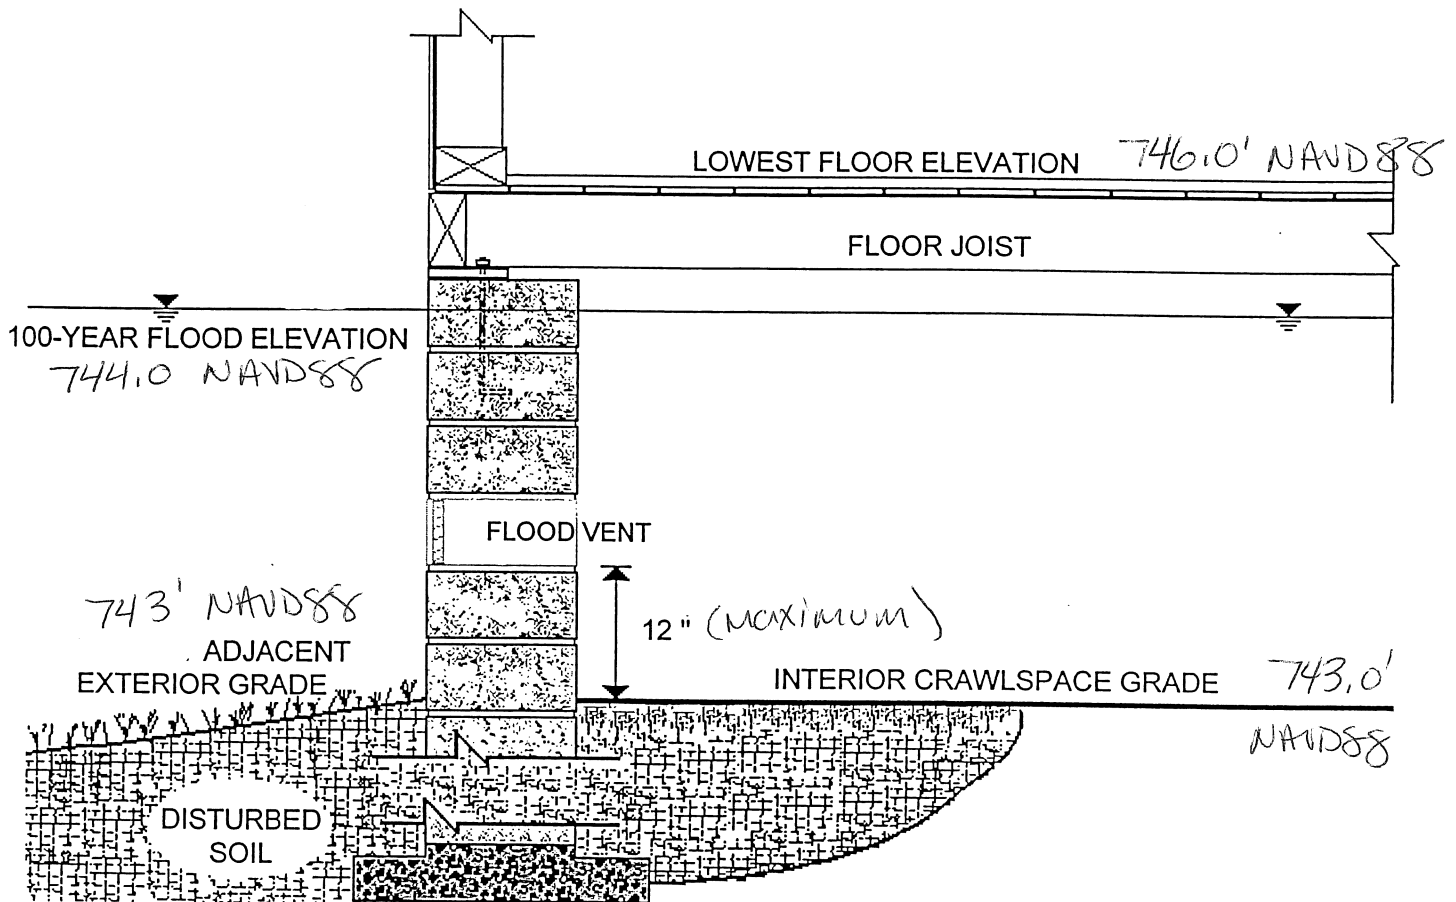 LOWEST FLOOR ELEVATION 746.0' NAVD88
FLOOR JOIST
100-YEAR FLOOD ELEVATION
744.0 NAVD88
FLOOD VENT
743' NAVD88
ADJACENT
EXTERIOR GRADE
12" (MAXIMUM)
INTERIOR CRAWLSPACE GRADE 743.0'
NAVD88
DISTURBED
SOIL